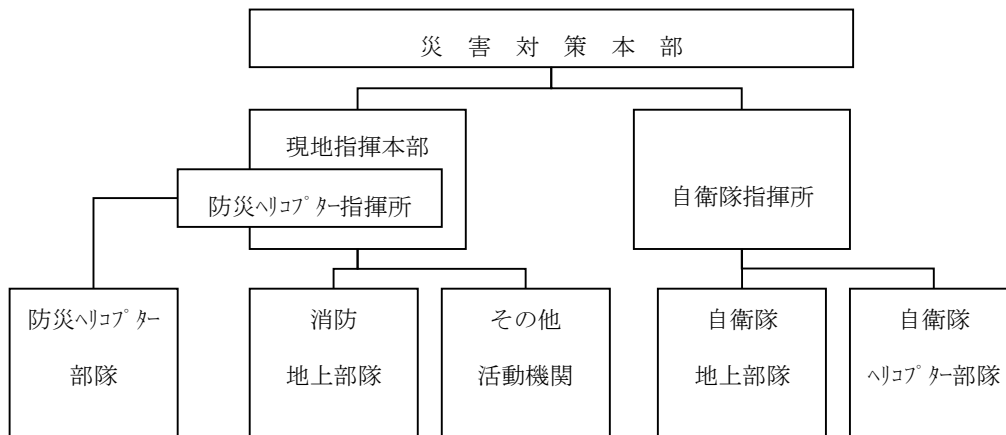 災 害 対 策 本 部
現地指揮本部
防災ﾍﾘｺﾌﾟﾀｰ指揮所
自衛隊指揮所
防災ﾍﾘｺﾌﾟﾀｰ
部隊
消防
地上部隊
その他
活動機関
自衛隊
地上部隊
自衛隊
ﾍﾘｺﾌﾟﾀｰ部隊